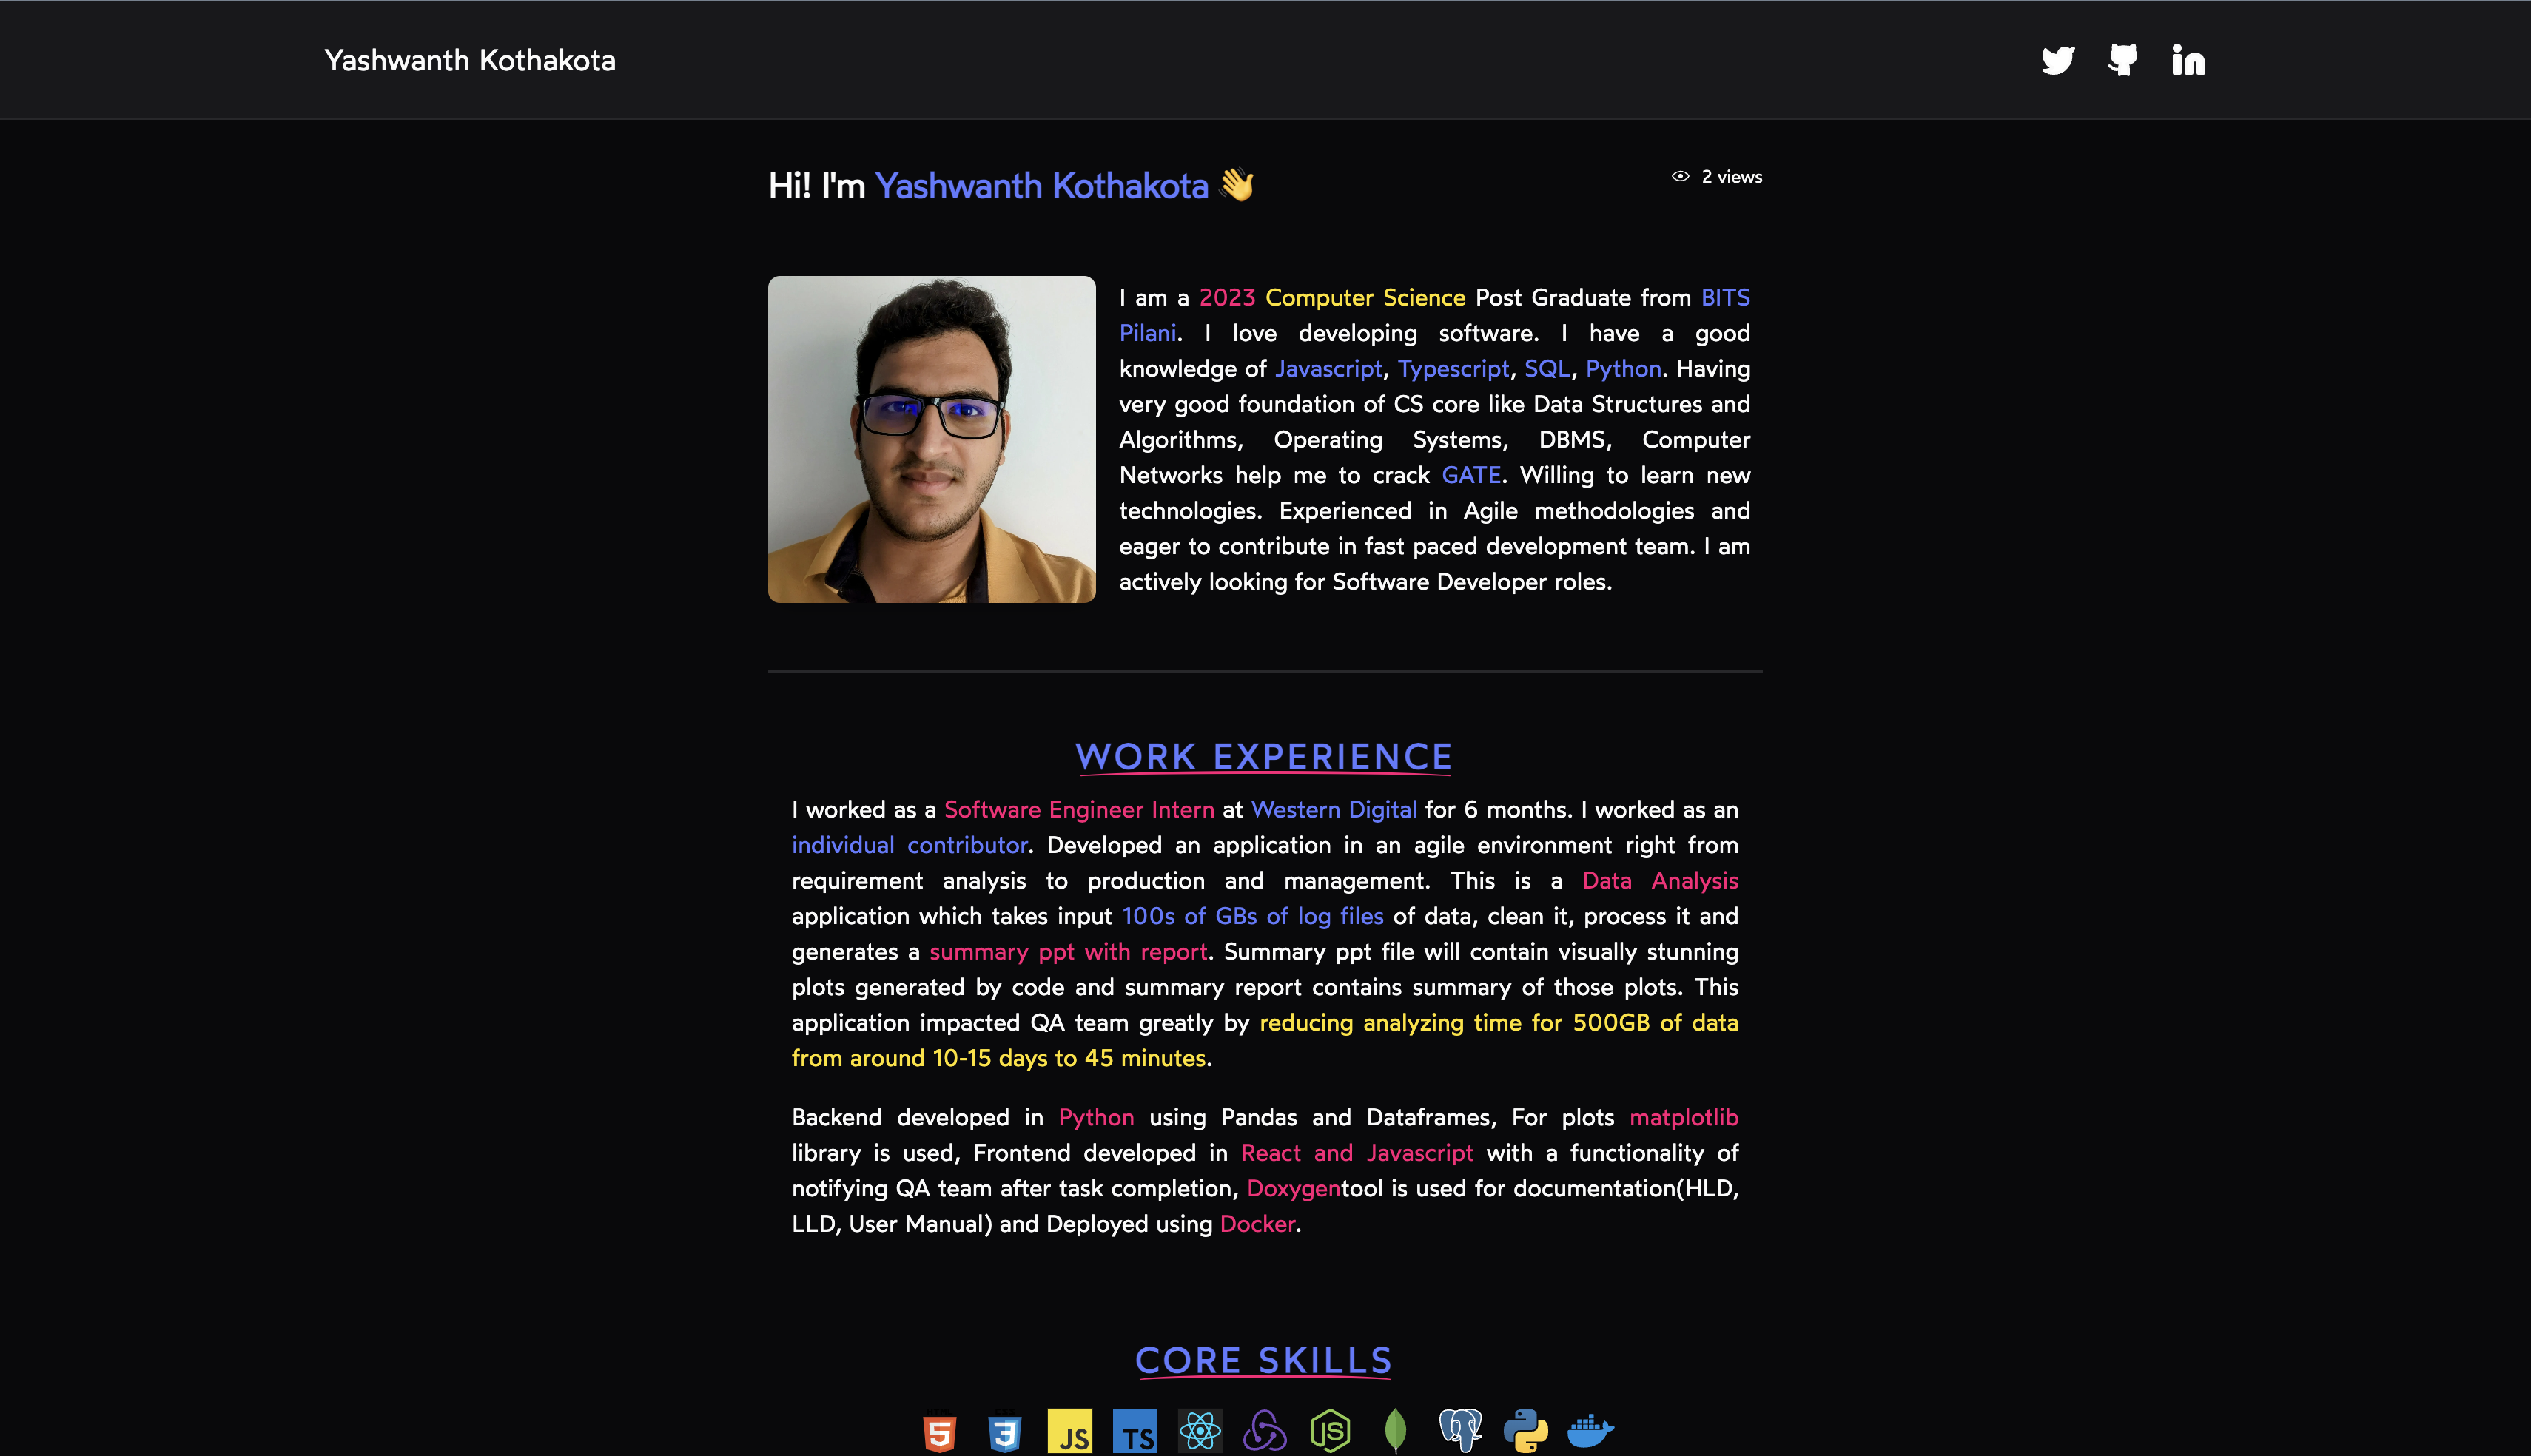 Yashwanth Kothakota
Hi! I'm Yashwanth Kothakota 👋
2 views
I am a 2023 Computer Science Post Graduate from BITS
Pilani. I love developing software. I have a good
knowledge of Javascript, Typescript, SQL, Python. Having
very good foundation of CS core like Data Structures and
Algorithms, Operating Systems, DBMS, Computer
Networks help me to crack GATE. Willing to learn new
technologies. Experienced in Agile methodologies and
eager to contribute in fast paced development team. I am
actively looking for Software Developer roles.
WORK EXPERIENCE
I worked as a Software Engineer Intern at Western Digital for 6 months. I worked as an
individual contributor. Developed an application in an agile environment right from
requirement analysis to production and management. This is a Data Analysis
application which takes input 100s of GBs of log files of data, clean it, process it and
generates a summary ppt with report. Summary ppt file will contain visually stunning
plots generated by code and summary report contains summary of those plots. This
application impacted QA team greatly by reducing analyzing time for 500GB of data
from around 10-15 days to 45 minutes.
Backend developed in Python using Pandas and Dataframes, For plots matplotlib
library is used, Frontend developed in React and Javascript with a functionality of
notifying QA team after task completion, Doxygentool is used for documentation(HLD,
LLD, User Manual) and Deployed using Docker.
CORE SKILLS
5 3 JS TS JS